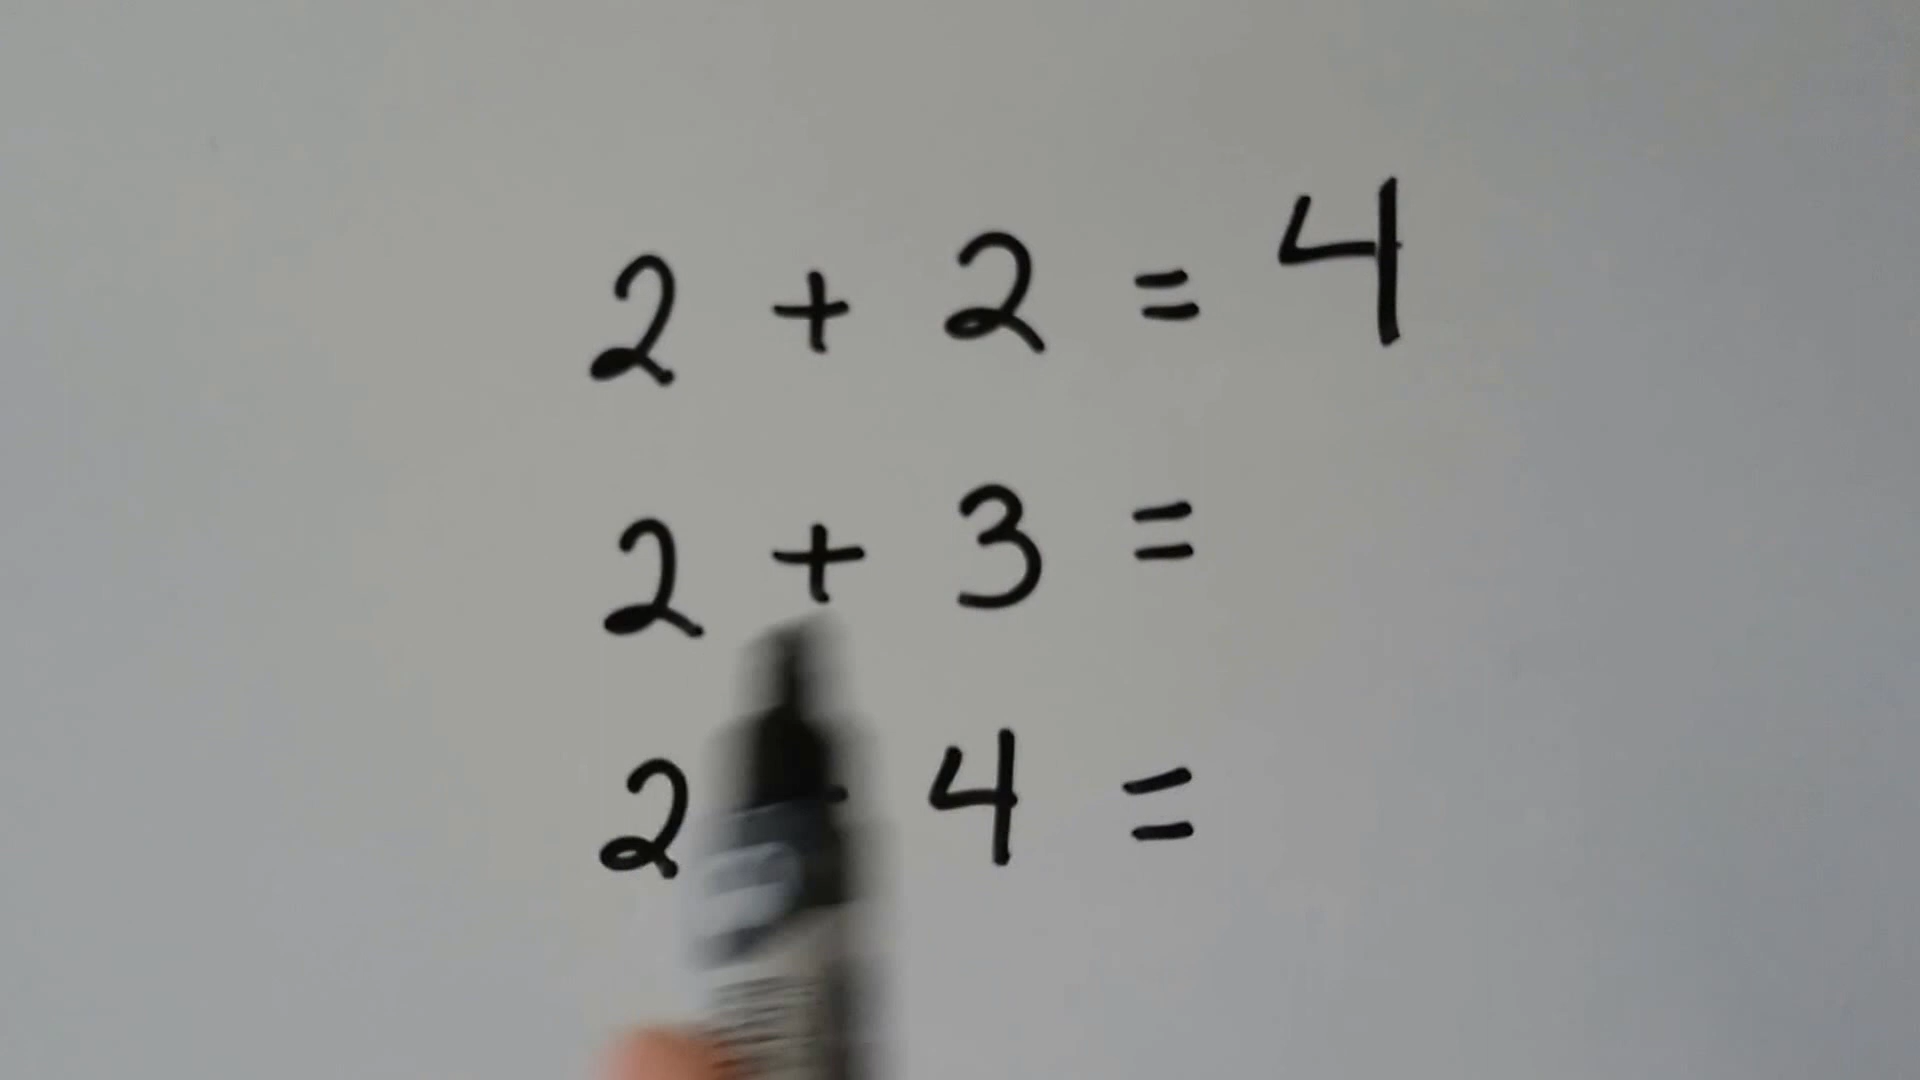 2 + 2 = 4
2 + 3 =
2 4 =